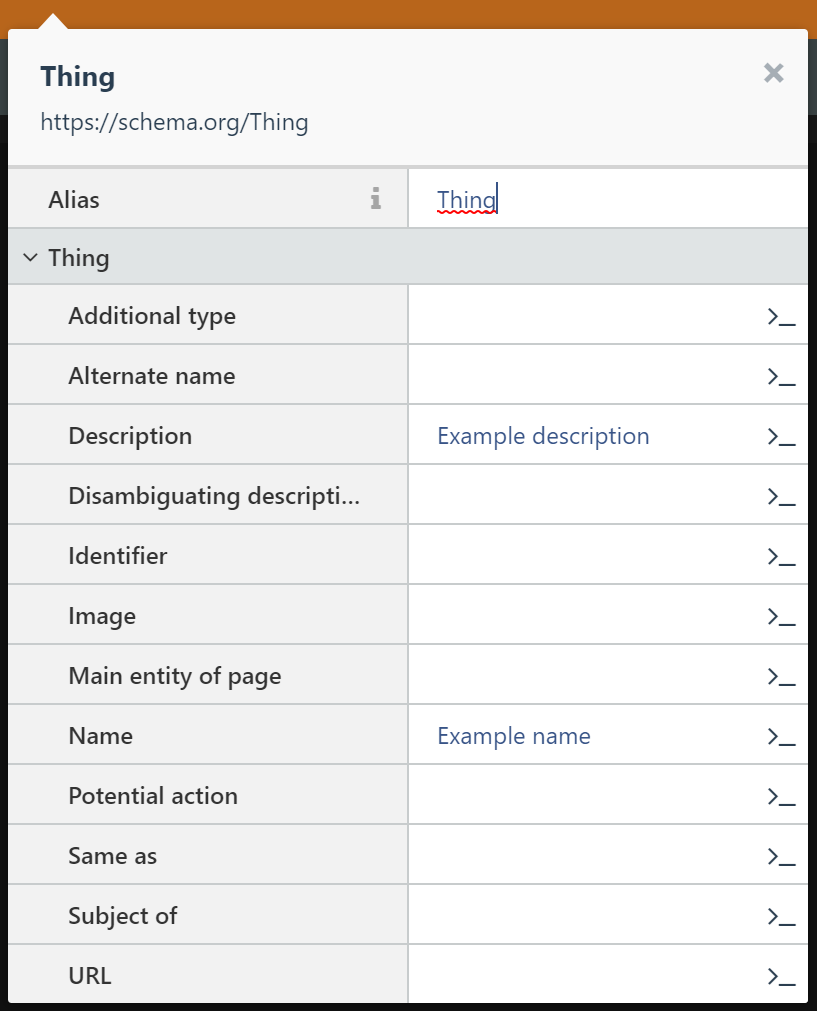 Thing
https://schema.org/Thing
Alias
Thing
Thing
Additional type
Alternate name
Description Example description
Disambiguating descripti...
Identifier
Image
Main entity of page
Name Example name
Potential action
Same as
Subject of
URL